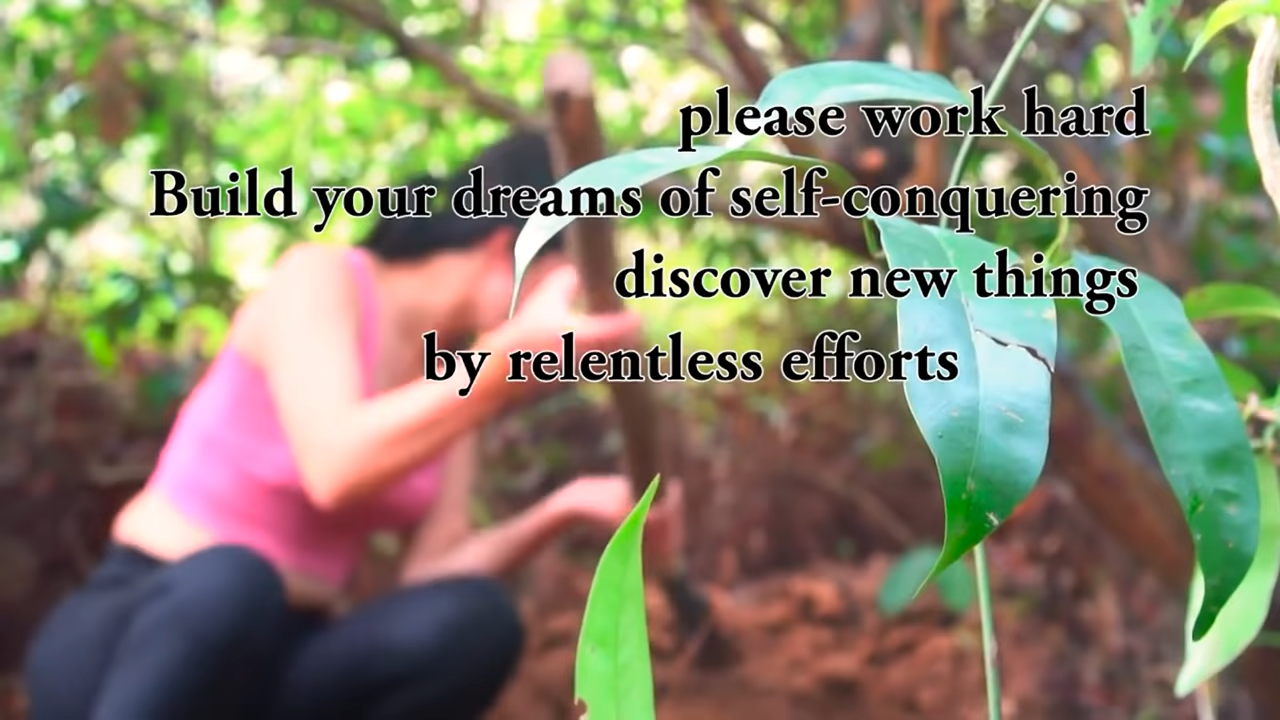 please work hard
Build your dreams of self-conquering
discover new things
by relentless efforts